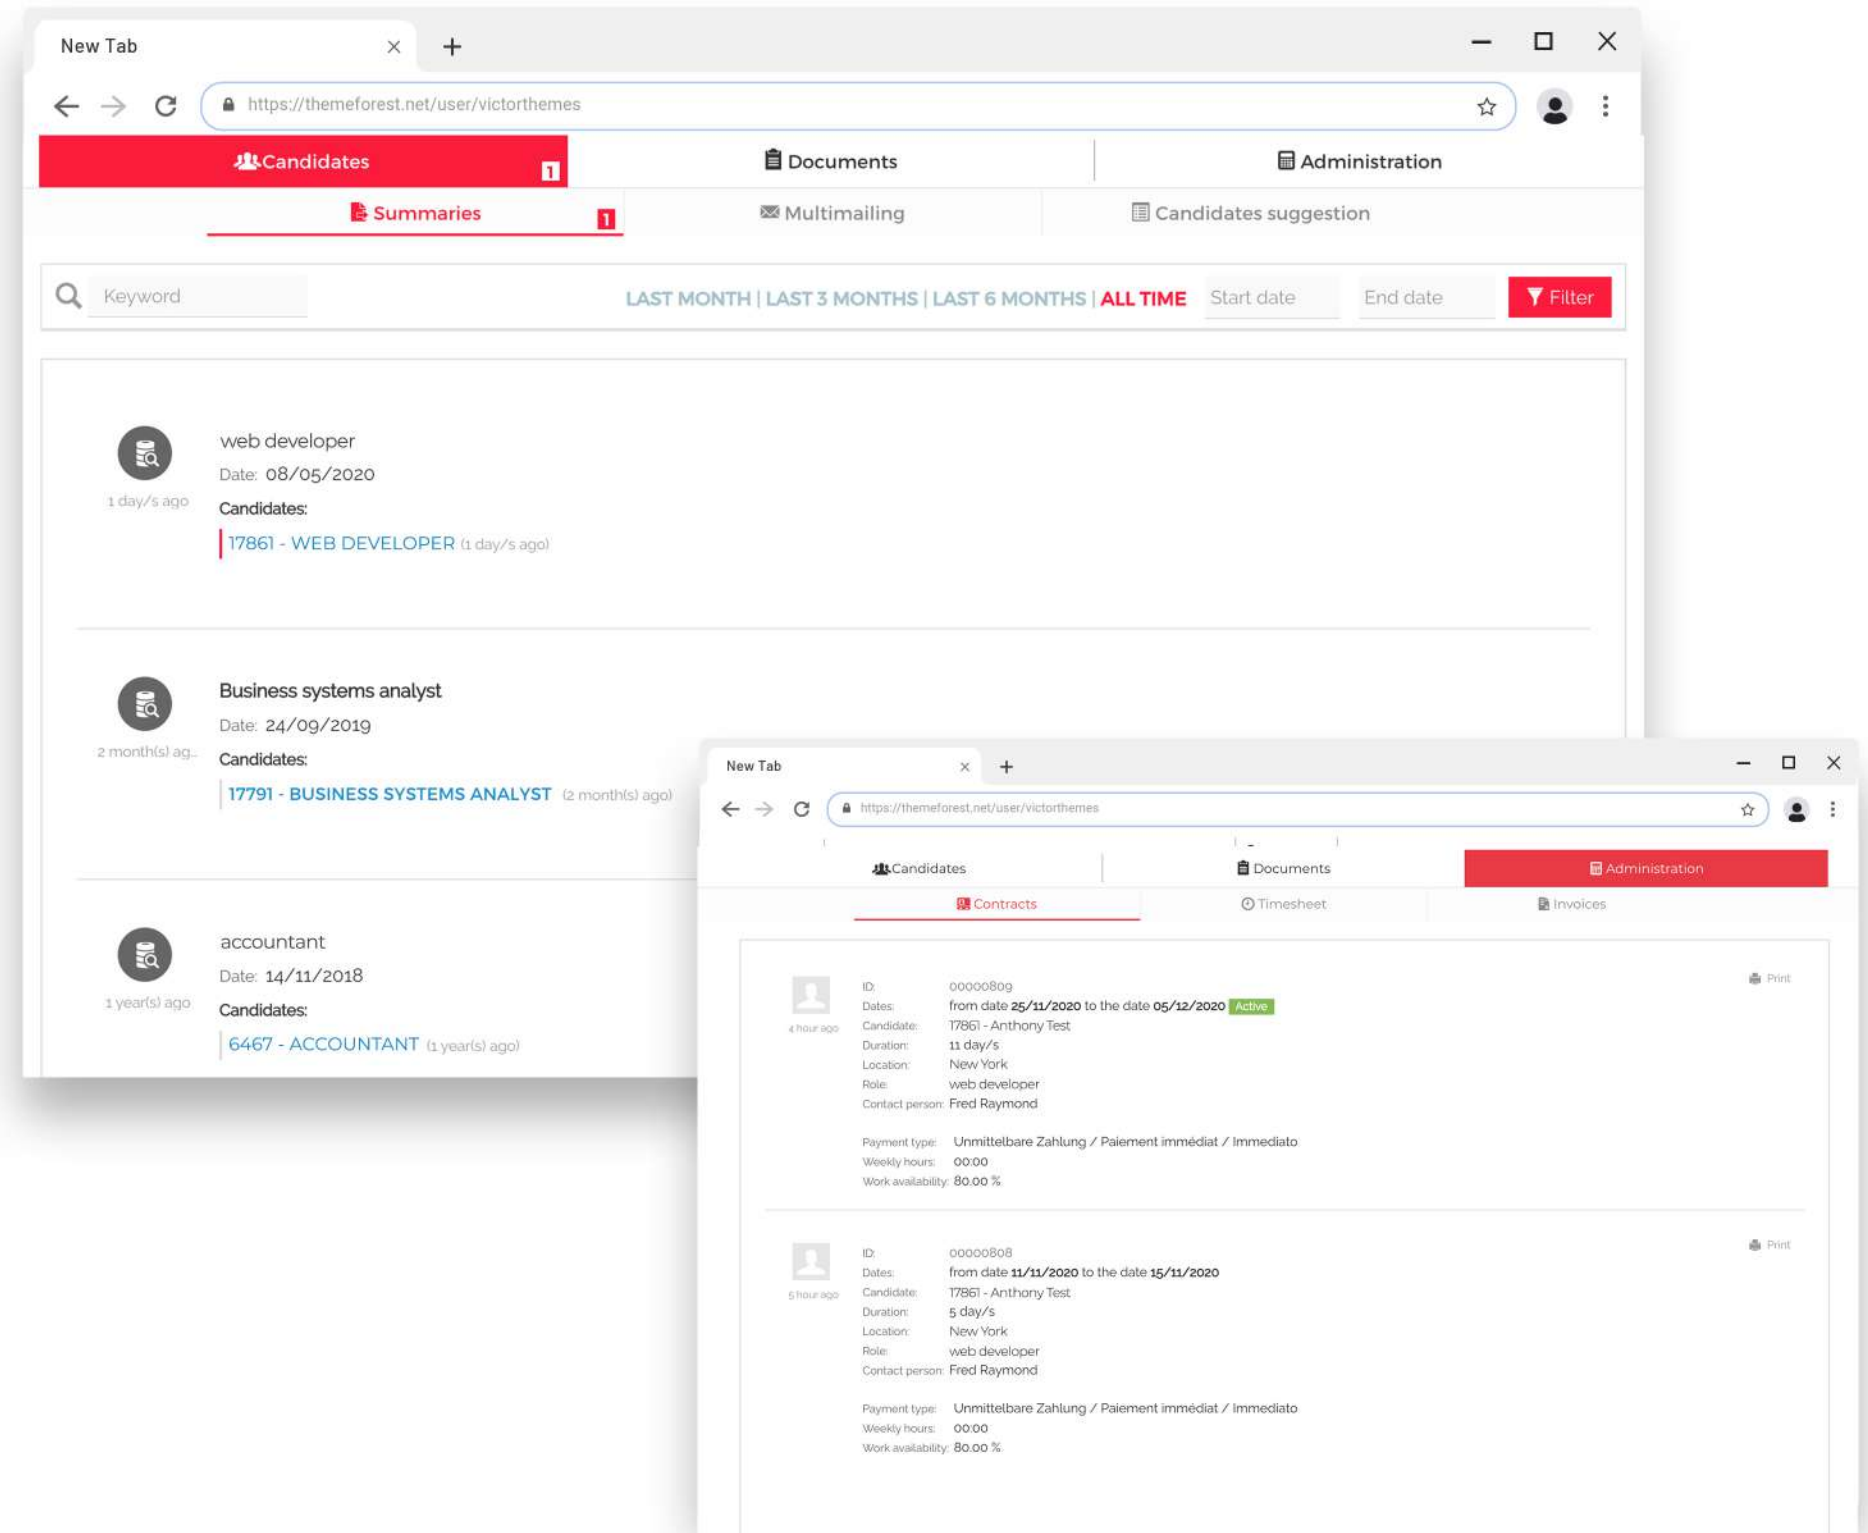 New Tab
https://themeforest.net/user/victorthemes
Candidates 1 Documents Administration
Summaries 1 Multimailing Candidates suggestion
Keyword LAST MONTH | LAST 3 MONTHS | LAST 6 MONTHS | ALL TIME Start date End date Filter
web developer
Date: 08/05/2020
1 day/s ago
Candidates:
17861 - WEB DEVELOPER (1 day/s ago)
Business systems analyst
Date: 24/09/2019
2 month(s) ag...
Candidates:
17791 - BUSINESS SYSTEMS ANALYST (2 month(s) ago)
accountant
Date: 14/11/2018
1 year(s) ago
Candidates:
6467 - ACCOUNTANT (1 year(s) ago)
New Tab
https://themeforest.net/user/victorthemes
Candidates Documents Administration
Contracts Timesheet Invoices
ID: 00000809 Print
Dates: from date 25/11/2020 to the date 05/12/2020 Active
4 hour ago Candidate: 17861 - Anthony Test
Duration: 11 day/s
Location: New York
Role: web developer
Contact person: Fred Raymond
Payment type: Unmittelbare Zahlung / Paiement immédiat / Immediato
Weekly hours: 00:00
Work availability: 80.00 %
ID: 00000808 Print
Dates: from date 11/11/2020 to the date 15/11/2020
5 hour ago Candidate: 17861 - Anthony Test
Duration: 5 day/s
Location: New York
Role: web developer
Contact person: Fred Raymond
Payment type: Unmittelbare Zahlung / Paiement immédiat / Immediato
Weekly hours: 00:00
Work availability: 80.00 %